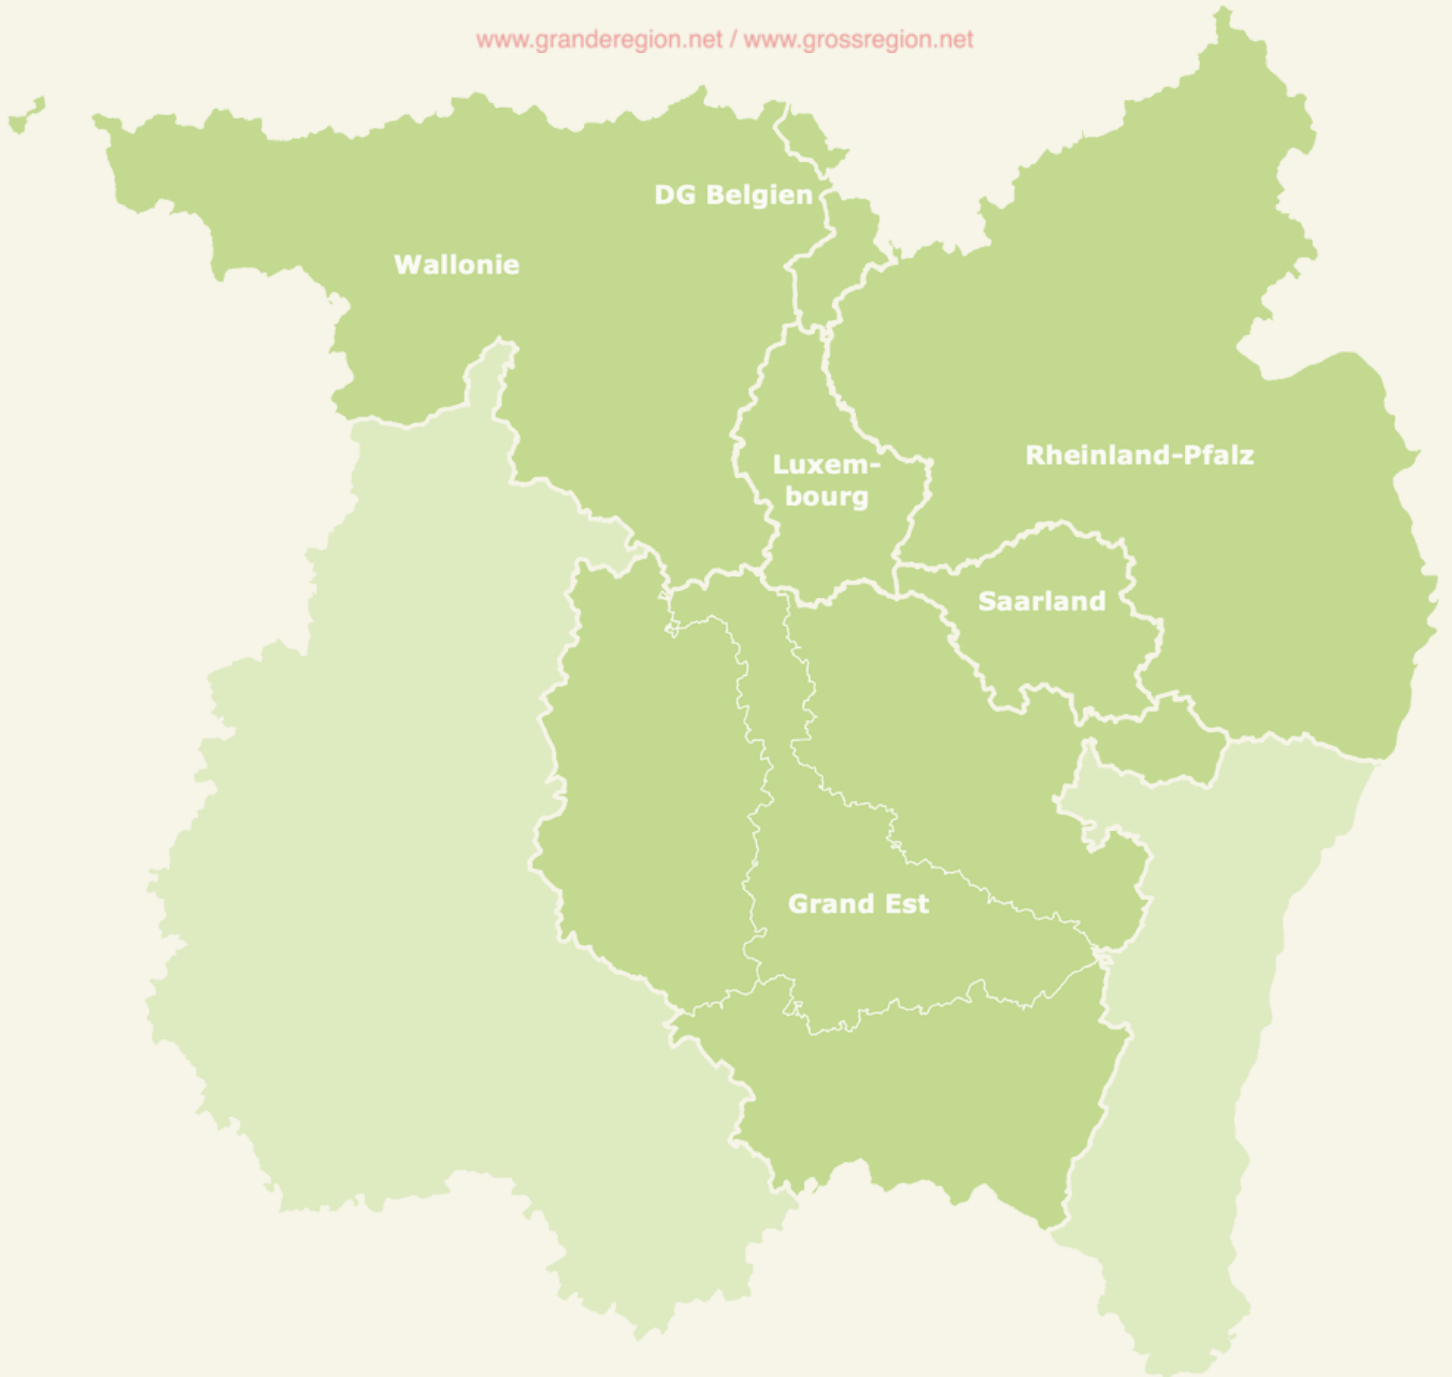 www.granderegion.net / www.grossregion.net
DG Belgien
Wallonie
Rheinland-Pfalz
Luxem-
bourg
Saarland
Grand Est